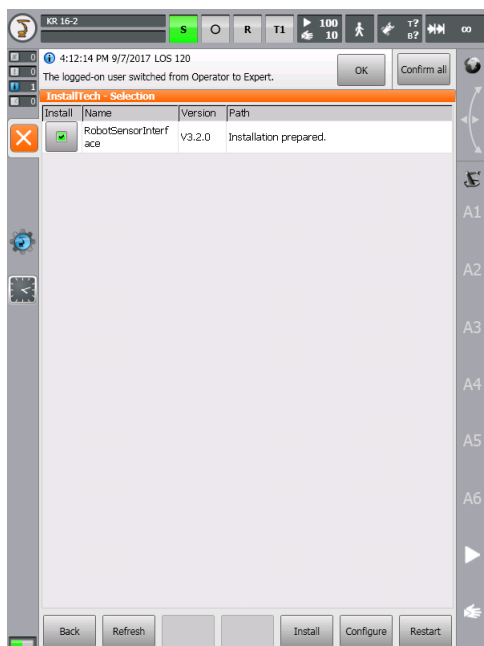 KR 16-2
S
O
R
T1
100
10
T?
B?
∞
0
0
1
0
4:12:14 PM 9/7/2017 LOS 120
The logged-on user switched from Operator to Expert.
OK
Confirm all
InstallTech - Selection
Install Name Version Path
RobotSensorInterf
ace
V3.2.0
Installation prepared.
A1
A2
A3
A4
A5
A6
Back
Refresh
Install
Configure
Restart